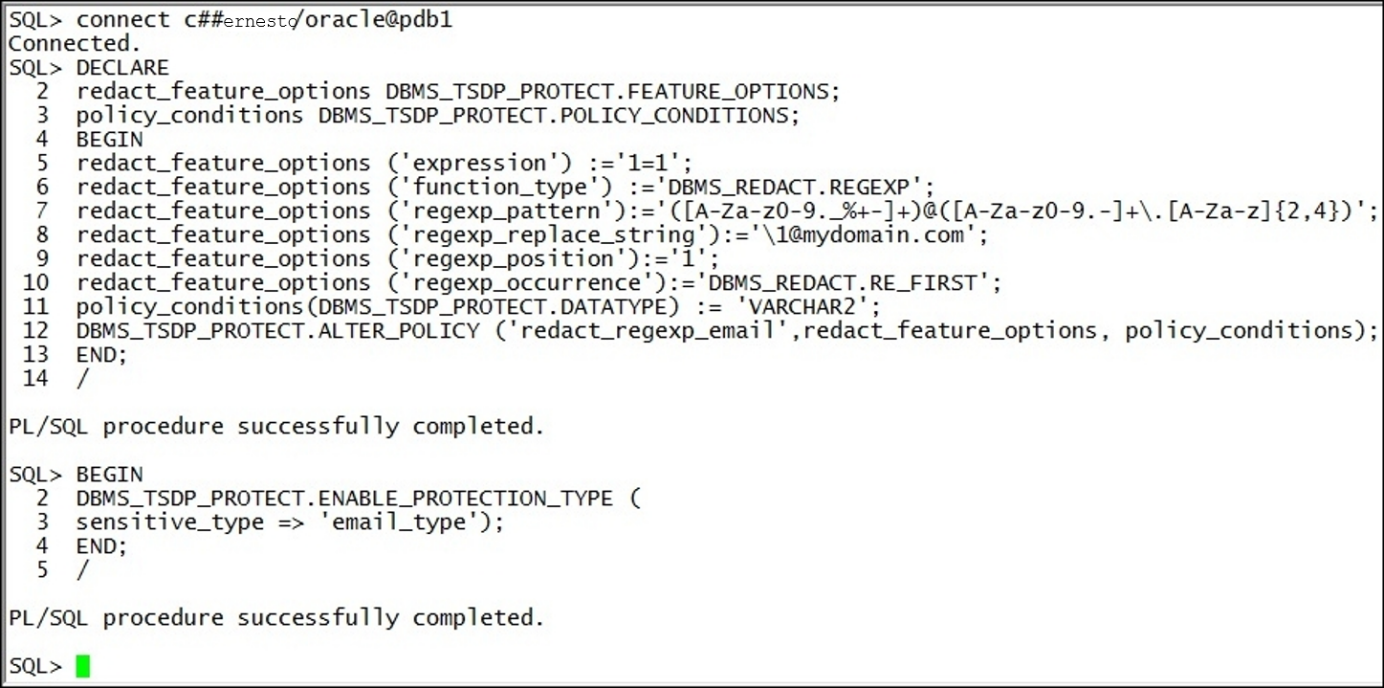 SQL> connect c##ernesto/oracle@pdb1
Connected.
SQL> DECLARE
2 redact_feature_options DBMS_TSDP_PROTECT.FEATURE_OPTIONS;
3 policy_conditions DBMS_TSDP_PROTECT.POLICY_CONDITIONS;
4 BEGIN
5 redact_feature_options ('expression') :='1=1';
6 redact_feature_options ('function_type') :='DBMS_REDACT.REGEXP';
7 redact_feature_options ('regexp_pattern'):='([A-Za-z0-9._%+-]+)@([A-Za-z0-9.-]+\.[A-Za-z]{2,4})';
8 redact_feature_options ('regexp_replace_string'):='\1@mydomain.com';
9 redact_feature_options ('regexp_position'):='1';
10 redact_feature_options ('regexp_occurrence'):='DBMS_REDACT.RE_FIRST';
11 policy_conditions(DBMS_TSDP_PROTECT.DATATYPE) := 'VARCHAR2';
12 DBMS_TSDP_PROTECT.ALTER_POLICY ('redact_regexp_email',redact_feature_options, policy_conditions);
13 END;
14 /
PL/SQL procedure successfully completed.
SQL> BEGIN
2 DBMS_TSDP_PROTECT.ENABLE_PROTECTION_TYPE (
3 sensitive_type => 'email_type');
4 END;
5 /
PL/SQL procedure successfully completed.
SQL>